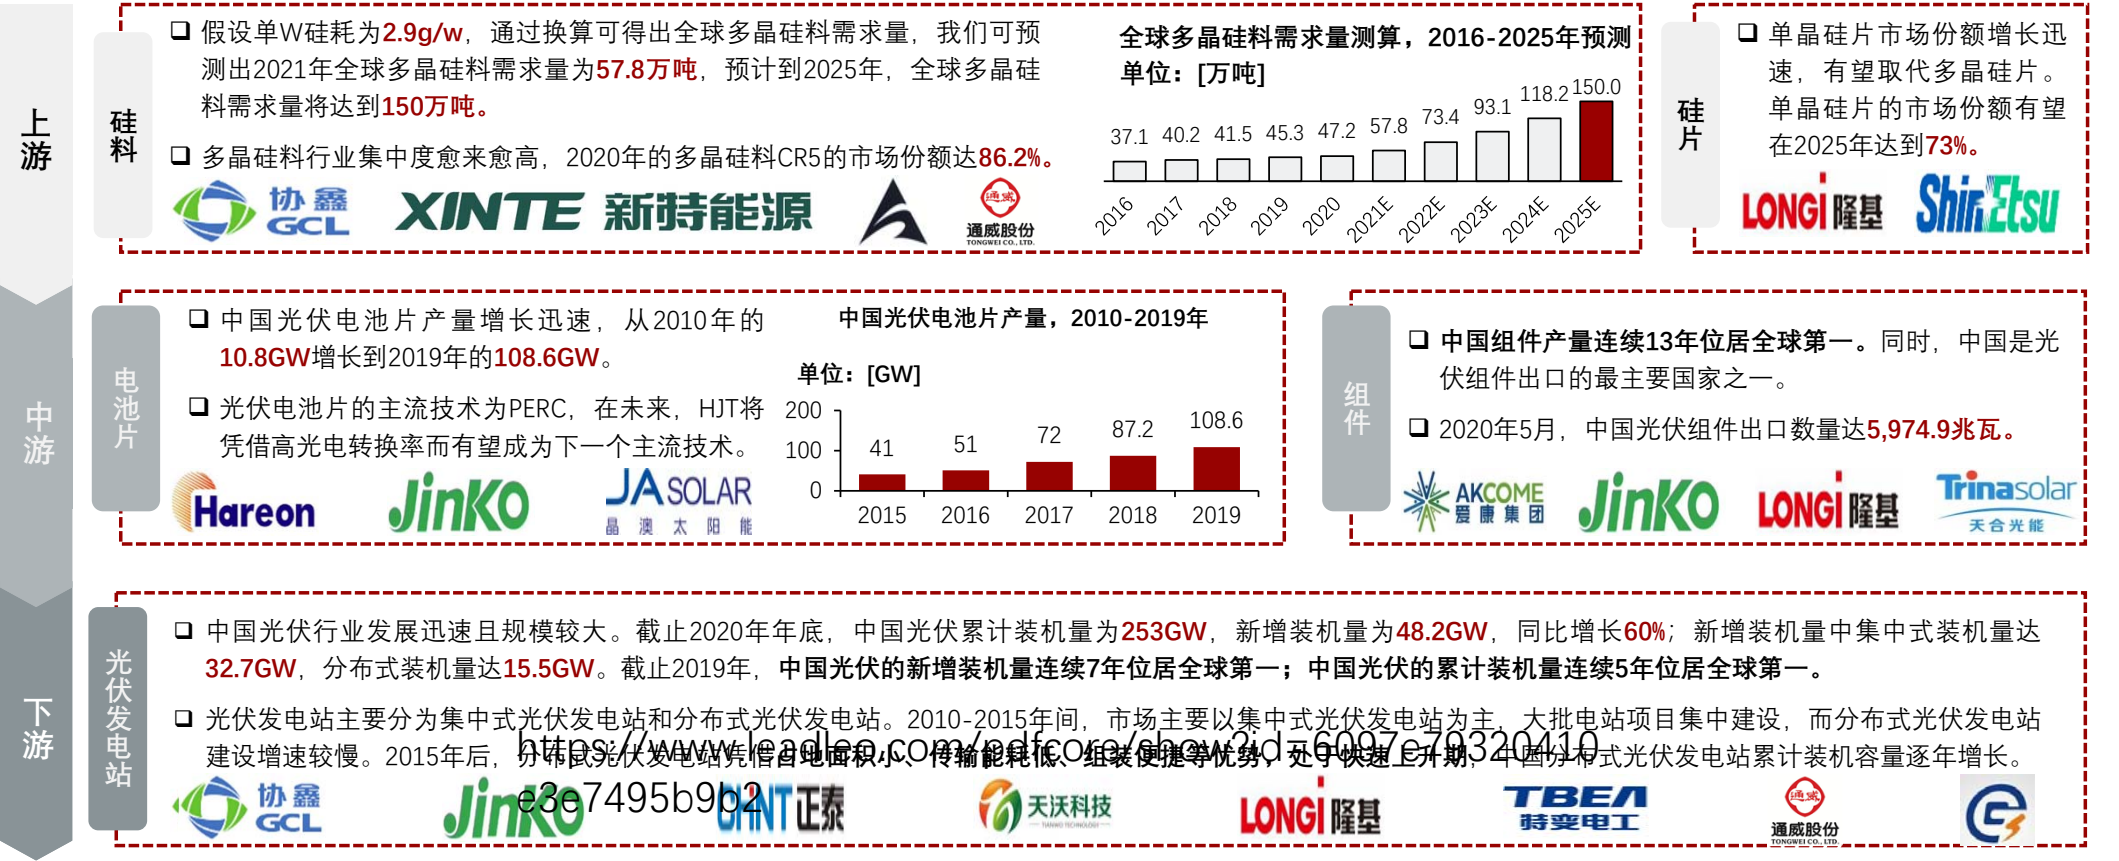 上游
硅料
❑ 假设单W硅耗为2.9g/w，通过换算可得出全球多晶硅料需求量，我们可预
测出2021年全球多晶硅料需求量为57.8万吨，预计到2025年，全球多晶硅
料需求量将达到150万吨。
❑ 多晶硅料行业集中度愈来愈高，2020年的多晶硅料CR5的市场份额达86.2%。
协鑫
GCL
XINTE 新特能源
通威
通威股份
TONGWEI CO., LTD.
全球多晶硅料需求量测算，2016-2025年预测
单位：[万吨]
37.1 40.2 41.5 45.3 47.2 57.8 73.4 93.1 118.2 150.0
2016 2017 2018 2019 2020 2021E 2022E 2023E 2024E 2025E
硅片
❑ 单晶硅片市场份额增长迅
速，有望取代多晶硅片。
单晶硅片的市场份额有望
在2025年达到73%。
LONGi 隆基
ShinEtsu
中游
电池片
❑ 中国光伏电池片产量增长迅速，从2010年的
10.8GW增长到2019年的108.6GW。
❑ 光伏电池片的主流技术为PERC，在未来，HJT将
凭借高光电转换率而有望成为下一个主流技术。
Hareon
JinKO
JA SOLAR
晶澳太阳能
中国光伏电池片产量，2010-2019年
单位：[GW]
200
100
0
41 51 72 87.2 108.6
2015 2016 2017 2018 2019
组件
❑ 中国组件产量连续13年位居全球第一。同时，中国是光
伏组件出口的最主要国家之一。
❑ 2020年5月，中国光伏组件出口数量达5,974.9兆瓦。
AKCOME
爱康集团
JinKO
LONGi 隆基
Trinasolar
天合光能
下游
光伏发电站
❑ 中国光伏行业发展迅速且规模较大。截止2020年年底，中国光伏累计装机量为253GW，新增装机量为48.2GW，同比增长60%；新增装机量中集中式装机量达
32.7GW，分布式装机量达15.5GW。截止2019年，中国光伏的新增装机量连续7年位居全球第一；中国光伏的累计装机量连续5年位居全球第一。
❑ 光伏发电站主要分为集中式光伏发电站和分布式光伏发电站。2010-2015年间，市场主要以集中式光伏发电站为主，大批电站项目集中建设，而分布式光伏发电站
建设增速较慢。2015年后，分布式光伏发电站凭借占地面积小、传输能耗低、组装便捷等优势，处于快速上升期，中国分布式光伏发电站累计装机容量逐年增长。
https://www.leadleo.com/pdfcore/show?id=6097e79320410
e3e7495b9b2
协鑫
GCL
JinKO
CHNT 正泰
天沃科技
LONGi 隆基
TBEA
特变电工
通威
通威股份
TONGWEI CO., LTD.